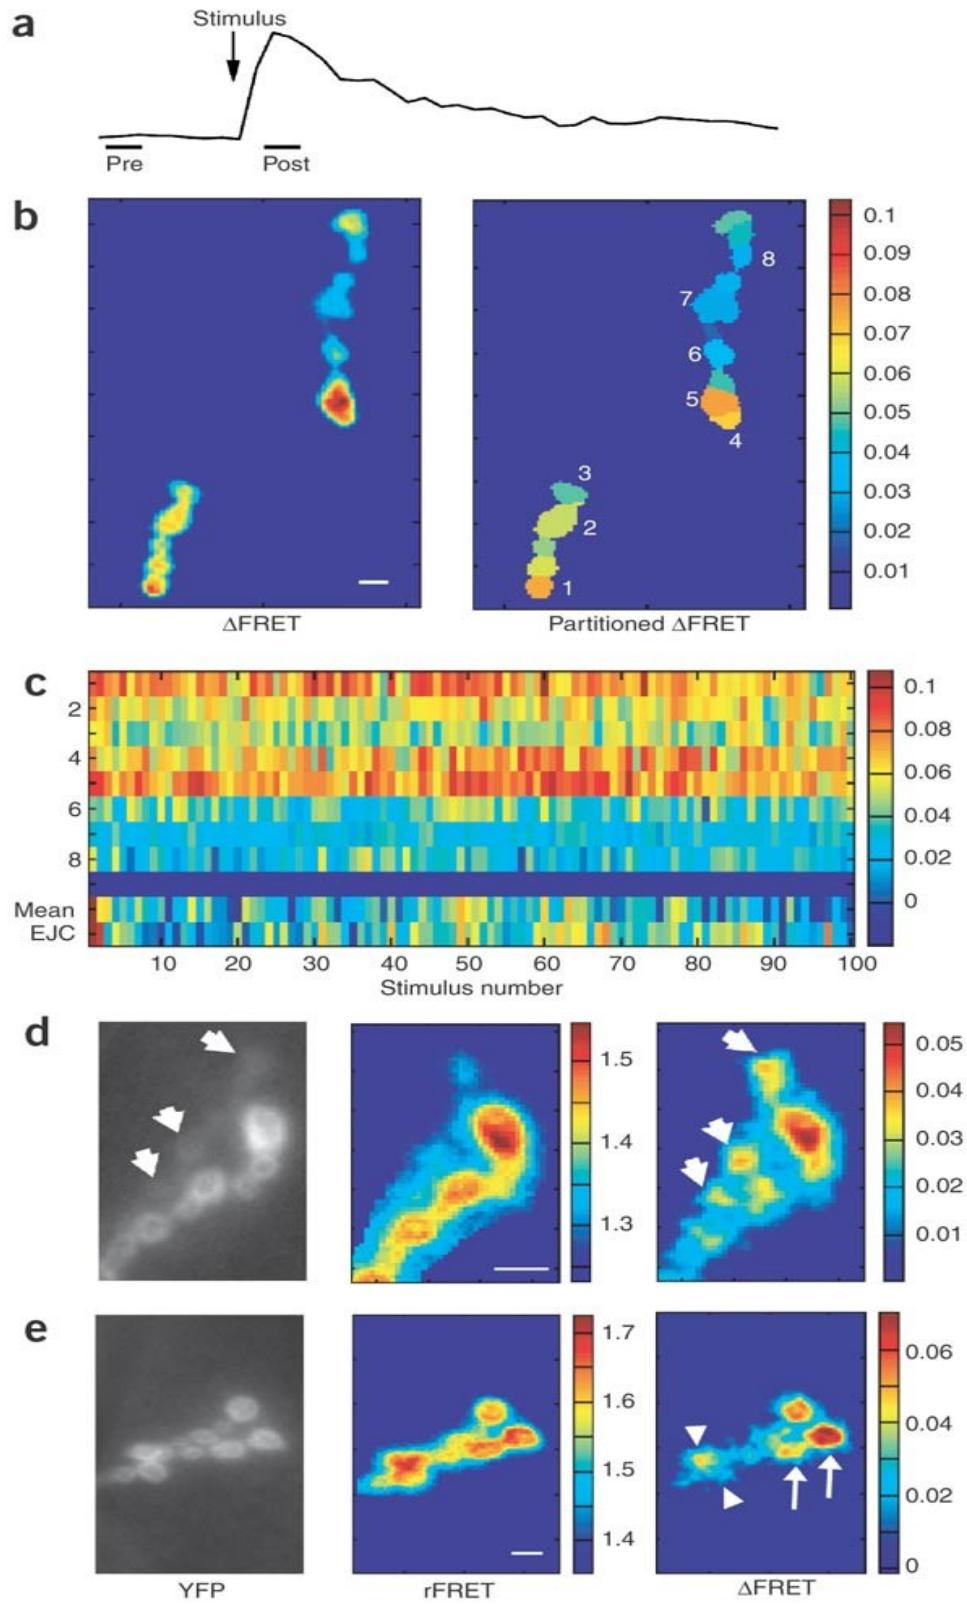 a
Stimulus
Pre
Post
b
8
7
6
5
4
3
2
1
0.1
0.09
0.08
0.07
0.06
0.05
0.04
0.03
0.02
0.01
ΔFRET
Partitioned ΔFRET
c
2
4
6
8
Mean
EJC
0.1
0.08
0.06
0.04
0.02
0
10 20 30 40 50 60 70 80 90 100
Stimulus number
d
1.5
1.4
1.3
0.05
0.04
0.03
0.02
0.01
e
1.7
1.6
1.5
1.4
0.06
0.04
0.02
0
YFP
rFRET
ΔFRET